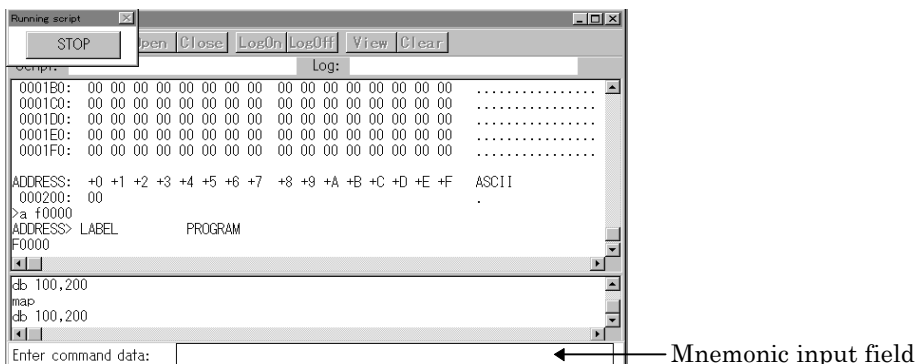 Running script
STOP
pen Close LogOn LogOff View Clear
Log:
0001B0: 00 00 00 00 00 00 00 00 00 00 00 00 00 00 00 00 ................
0001C0: 00 00 00 00 00 00 00 00 00 00 00 00 00 00 00 00 ................
0001D0: 00 00 00 00 00 00 00 00 00 00 00 00 00 00 00 00 ................
0001E0: 00 00 00 00 00 00 00 00 00 00 00 00 00 00 00 00 ................
0001F0: 00 00 00 00 00 00 00 00 00 00 00 00 00 00 00 00 ................
ADDRESS: +0 +1 +2 +3 +4 +5 +6 +7 +8 +9 +A +B +C +D +E +F ASCII
000200: 00 .
>a f0000
ADDRESS> LABEL PROGRAM
F0000
db 100,200
map
db 100,200
Enter command data:
Mnemonic input field